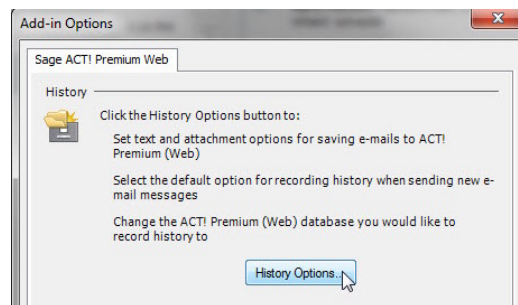 Add-in Options
Sage ACT! Premium Web
History
Click the History Options button to:
Set text and attachment options for saving e-mails to ACT!
Premium (Web)
Select the default option for recording history when sending new e-
mail messages
Change the ACT! Premium (Web) database you would like to
record history to
History Options...